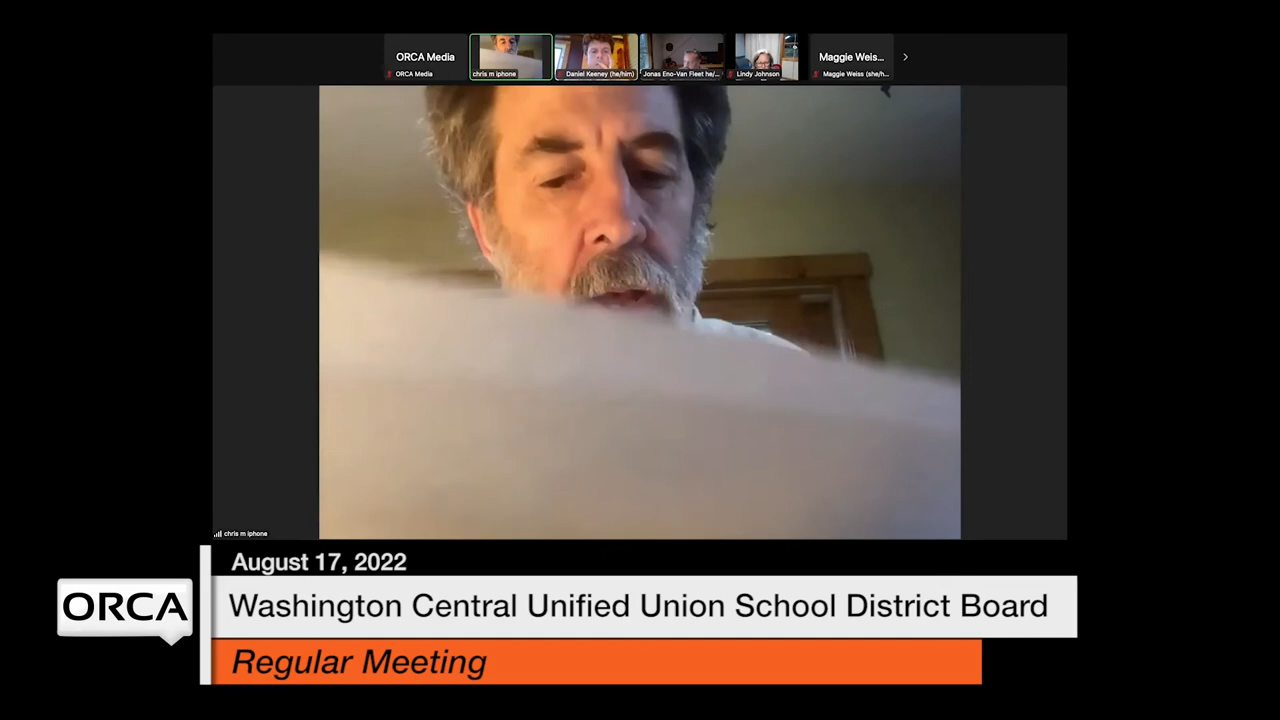 ORCA Media
Maggie Weis...
ORCA Media
chris m iphone
Daniel Keeney (he/him)
Jonas Eno-Van Fleet he/...
Lindy Johnson
Maggie Weiss (she/h...
chris m iphone
August 17, 2022
ORCA
Washington Central Unified Union School District Board
Regular Meeting